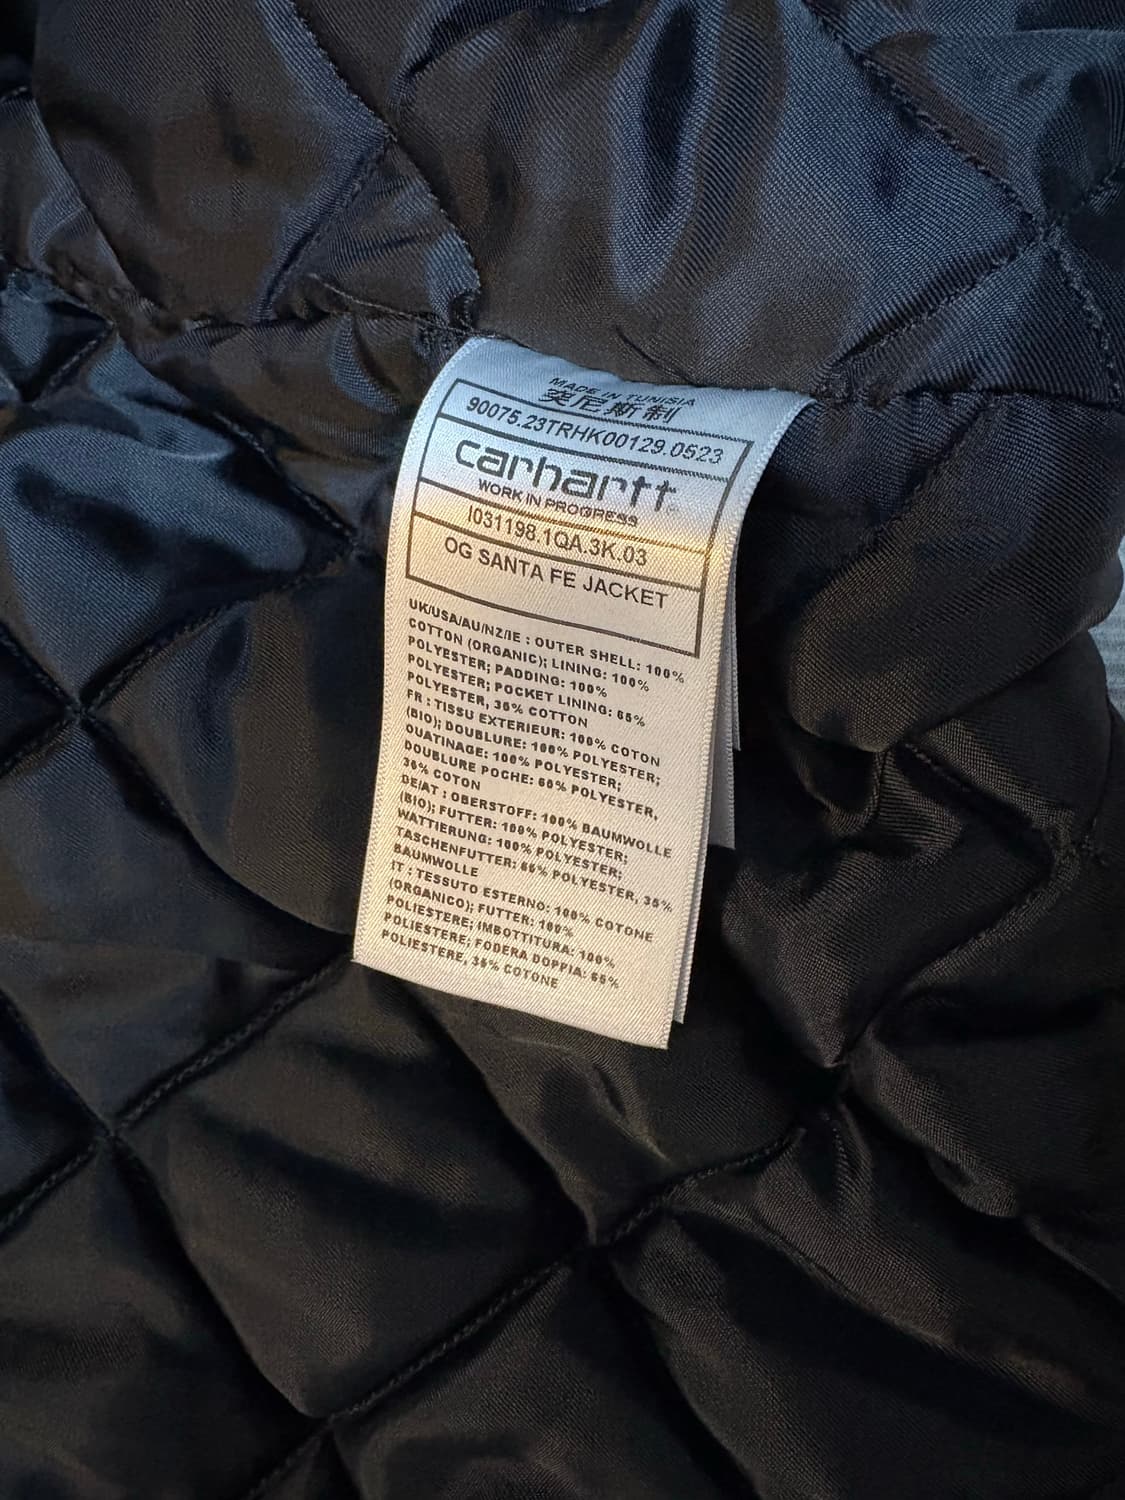 MADE IN TUNISIA
突尼斯制
90075.23TRHK00129.0523
carhartt
WORK IN PROGRESS
I031198.1QA.3K.03
OG SANTA FE JACKET
UK/USA/AU/NZ/IE : OUTER SHELL: 100%
COTTON (ORGANIC); LINING: 100%
POLYESTER; PADDING: 100%
POLYESTER; POCKET LINING: 65%
POLYESTER, 35% COTTON
FR : TISSU EXTERIEUR: 100% COTON
(BIO); DOUBLURE: 100% POLYESTER;
OUATINAGE: 100% POLYESTER;
DOUBLURE POCHE: 60% POLYESTER,
36% COTON
DE/AT : OBERSTOFF: 100% BAUMWOLLE
(BIO); FUTTER: 100% POLYESTER;
WATTIERUNG: 100% POLYESTER;
TASCHENFUTTER: 65% POLYESTER, 35%
BAUMWOLLE
IT : TESSUTO ESTERNO: 100% COTONE
(ORGANICO); FUTTER: 100%
POLIESTERE; IMBOTTITURA: 100%
POLIESTERE; FODERA DOPPIA: 65%
POLIESTERE, 35% COTONE